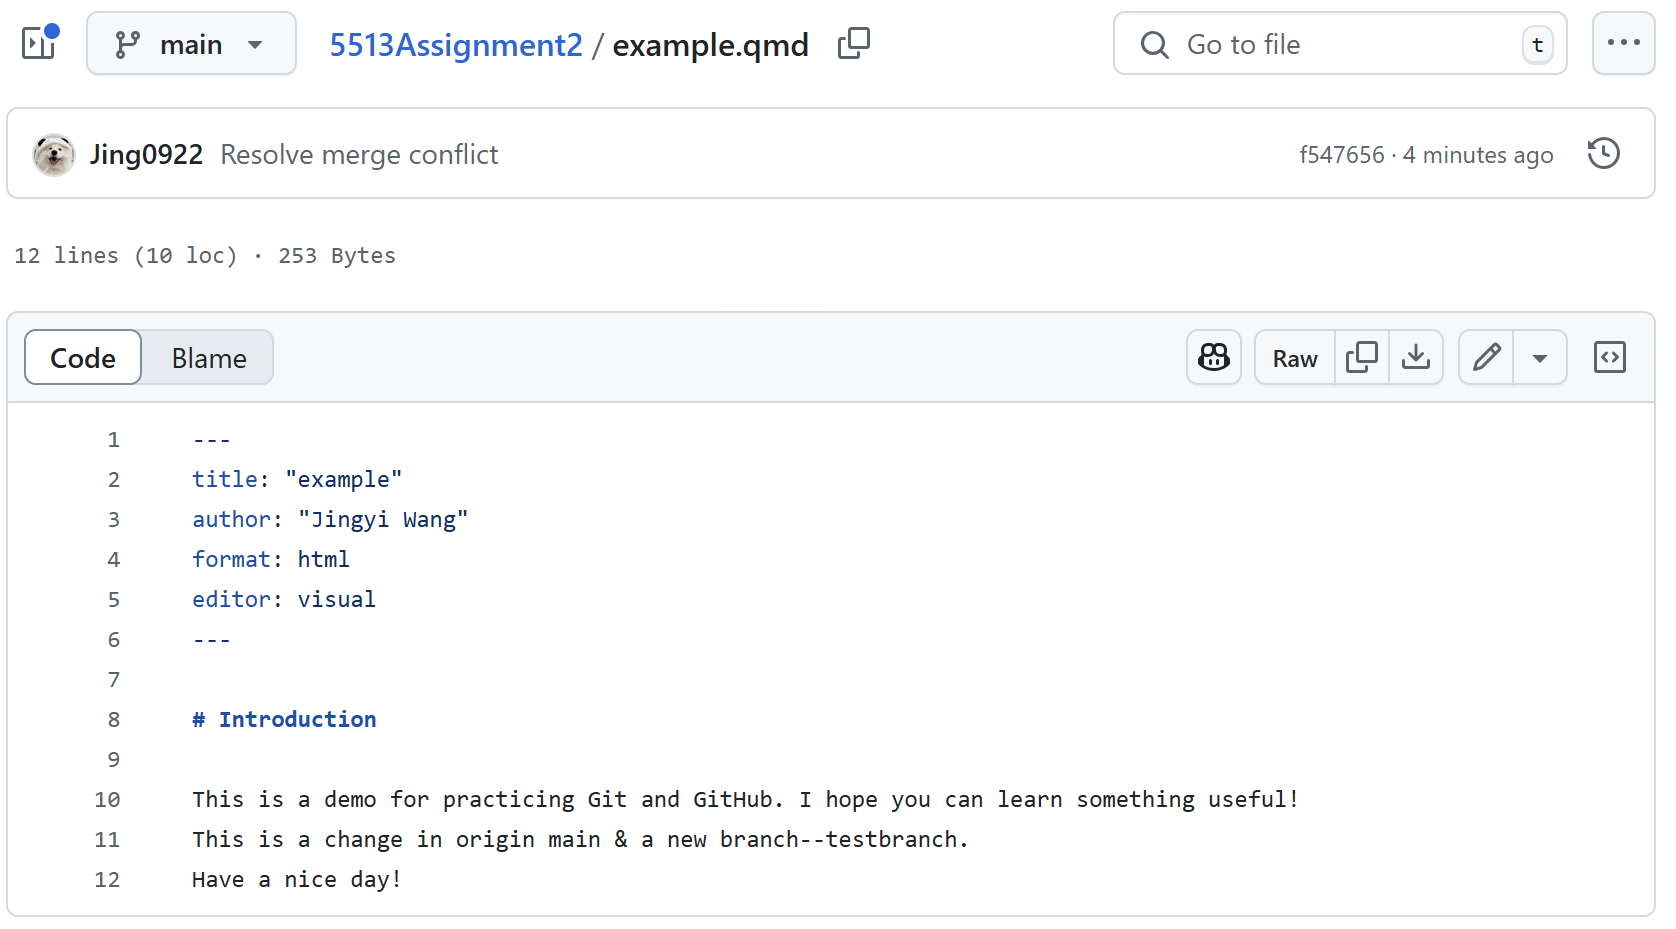 main
5513Assignment2 / example.qmd
Go to file
t
Jing0922 Resolve merge conflict
f547656 · 4 minutes ago
12 lines (10 loc) · 253 Bytes
Code
Blame
Raw
1 ---
2 title: "example"
3 author: "Jingyi Wang"
4 format: html
5 editor: visual
6 ---
7
8 # Introduction
9
10 This is a demo for practicing Git and GitHub. I hope you can learn something useful!
11 This is a change in origin main & a new branch--testbranch.
12 Have a nice day!